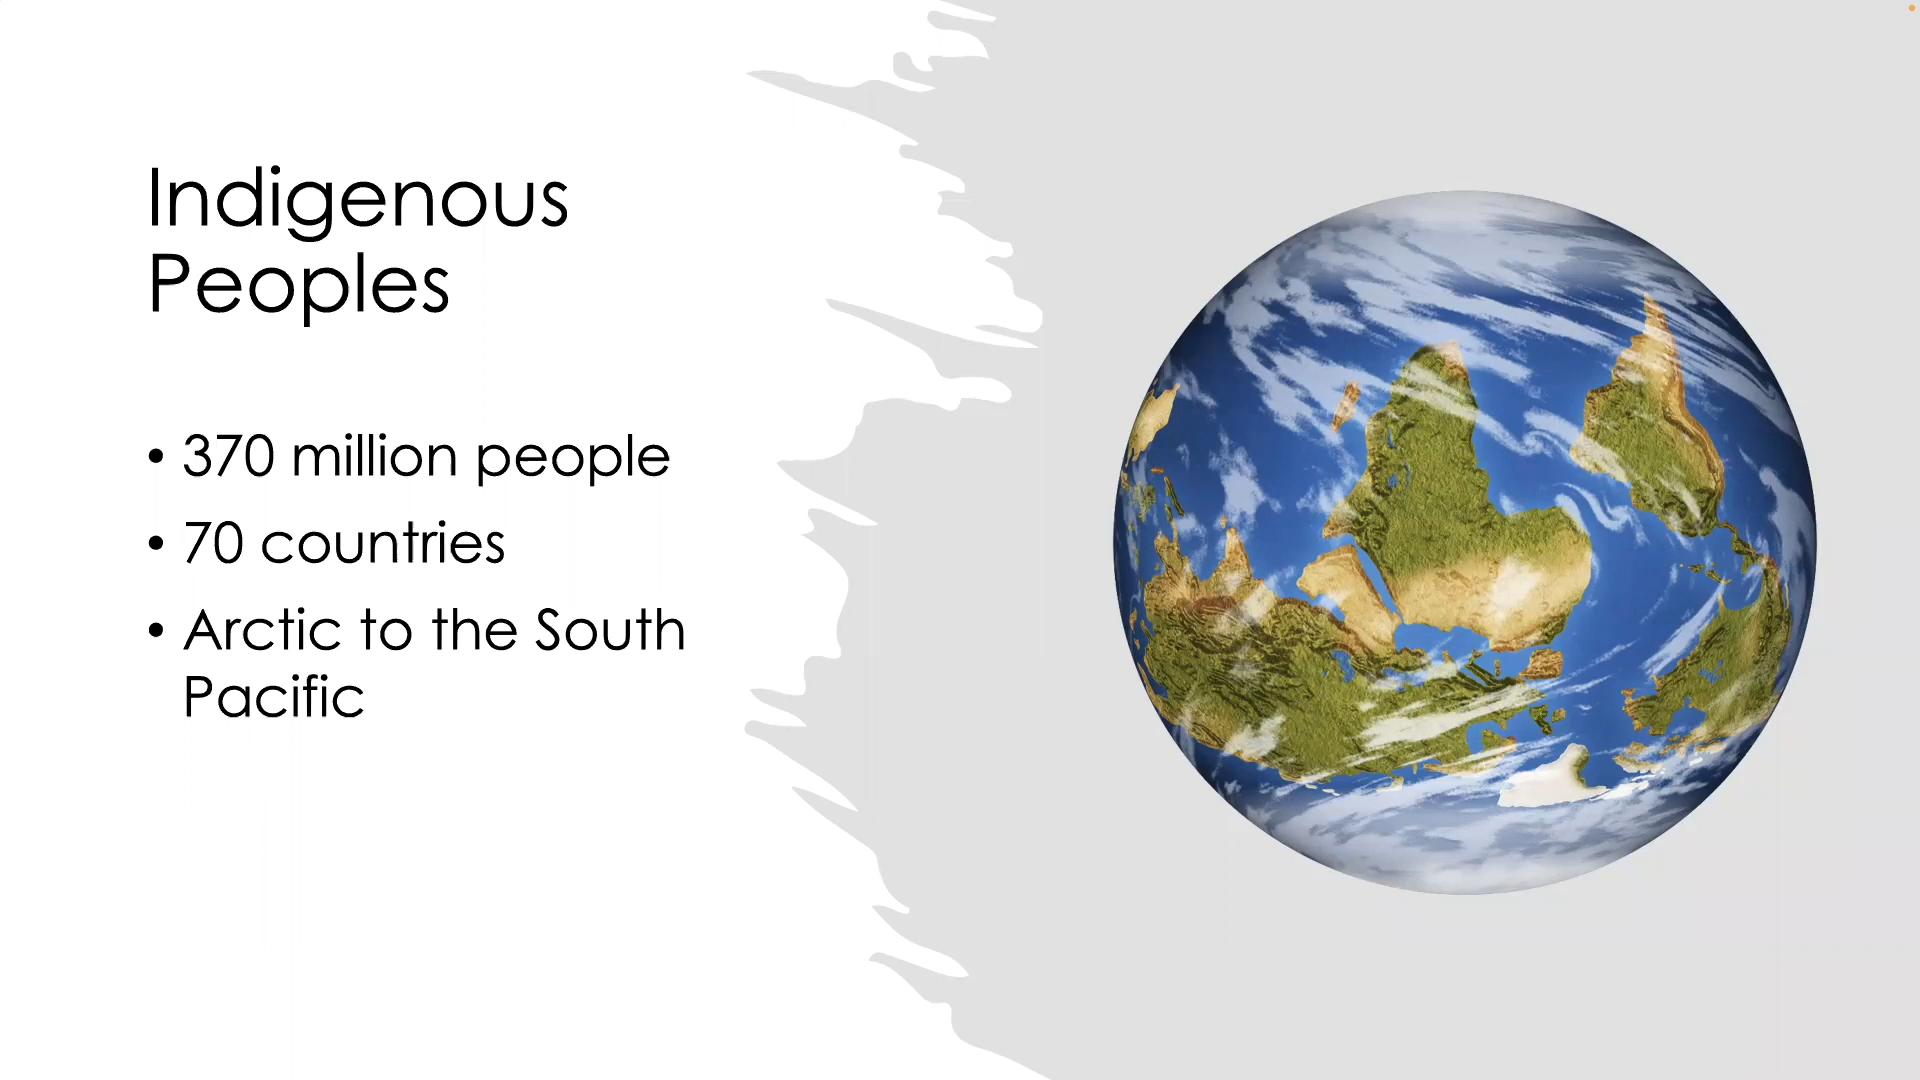 Indigenous
Peoples
• 370 million people
• 70 countries
• Arctic to the South
Pacific